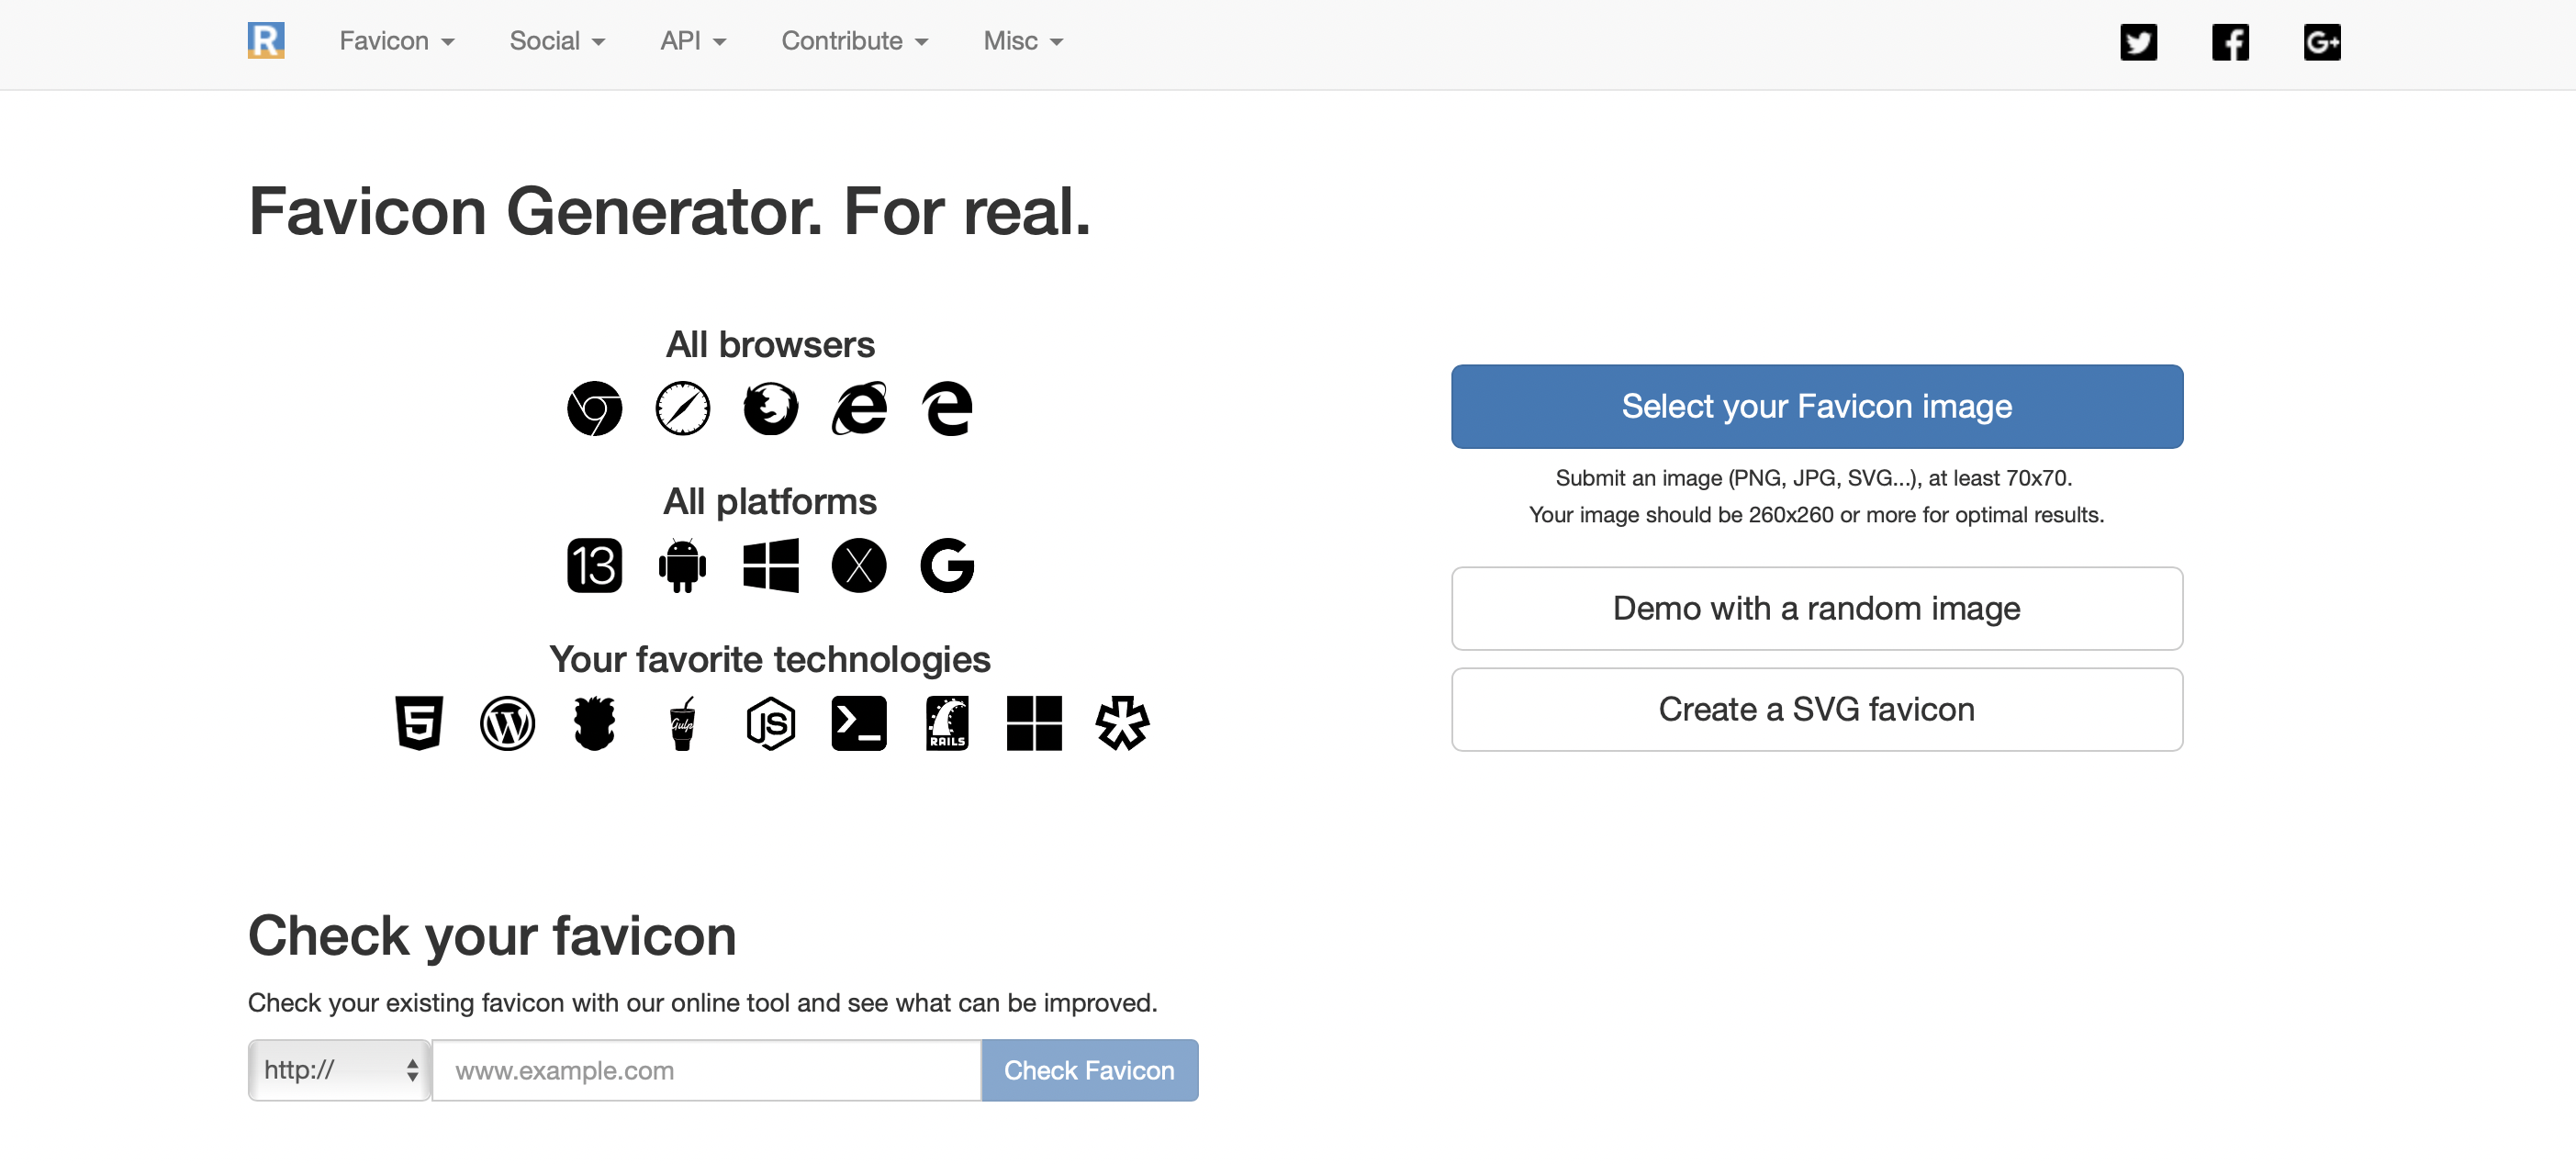 R Favicon Social API Contribute Misc G+
Favicon Generator. For real.
All browsers
All platforms
13 X G
Your favorite technologies
5 W Gulp JS >_ RAILS
Select your Favicon image
Submit an image (PNG, JPG, SVG...), at least 70x70.
Your image should be 260x260 or more for optimal results.
Demo with a random image
Create a SVG favicon
Check your favicon
Check your existing favicon with our online tool and see what can be improved.
http:// www.example.com Check Favicon